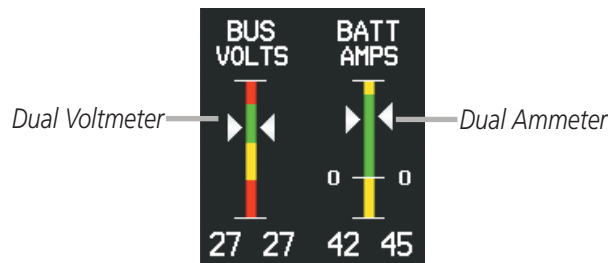 BUS BATT
VOLTS AMPS
Dual Voltmeter Dual Ammeter
0 0
27 27 42 45